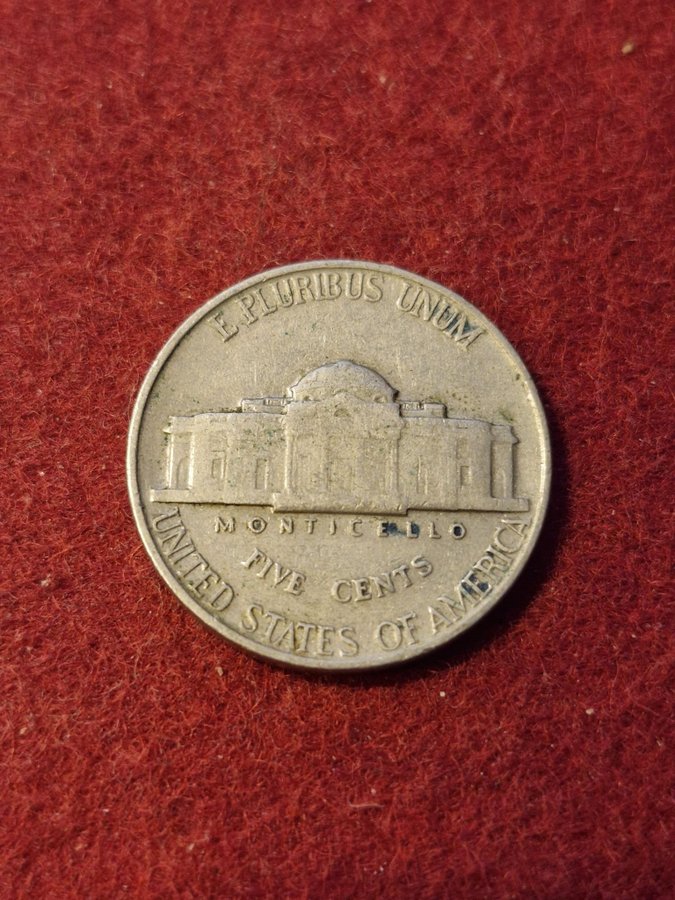 E PLURIBUS UNUM
MONTICELLO
FIVE CENTS
UNITED STATES OF AMERICA